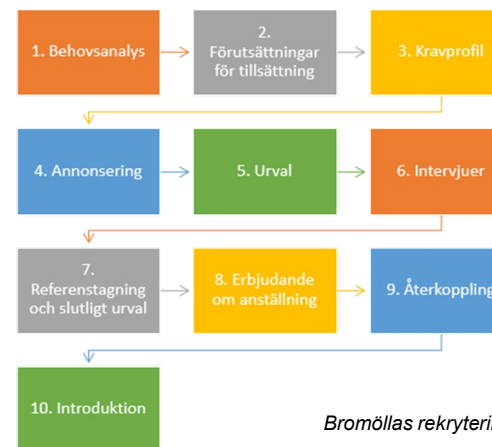 1. Behovsanalys
2.
Förutsättningar
för tillsättning
3. Kravprofil
4. Annonsering
5. Urval
6. Intervjuer
7.
Referenstagning
och slutligt urval
8. Erbjudande
om anställning
9. Återkoppling
10. Introduktion
Bromöllas